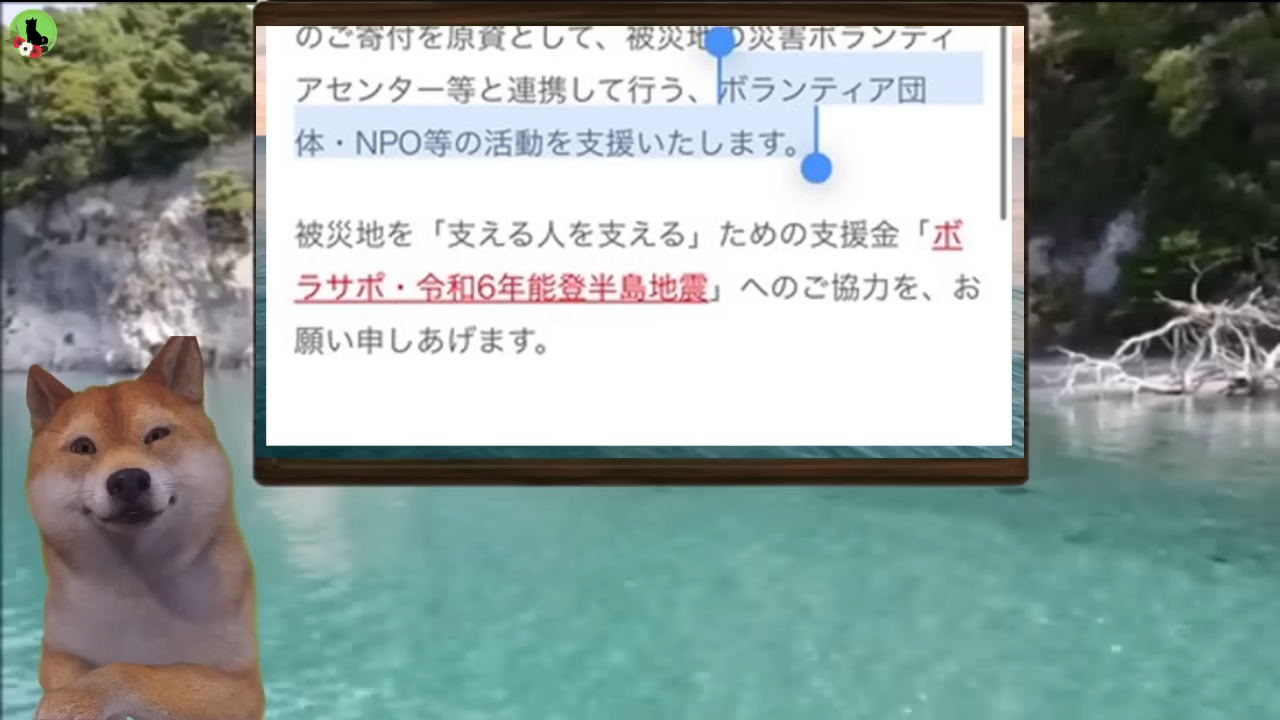 のご寄付を原資として、被災地の災害ボランティ
アセンター等と連携して行う、ボランティア団
体・NPO等の活動を支援いたします。
被災地を「支える人を支える」ための支援金「ボ
ラサポ・令和6年能登半島地震」へのご協力を、お
願い申しあげます。